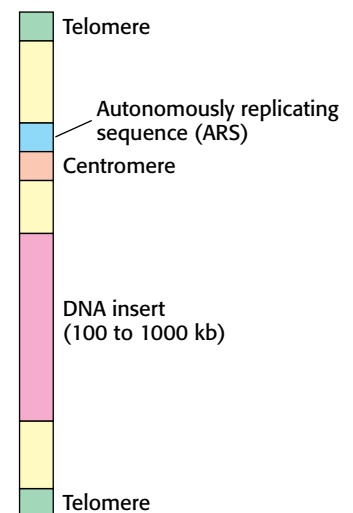 Telomere
Autonomously replicating
sequence (ARS)
Centromere
DNA insert
(100 to 1000 kb)
Telomere